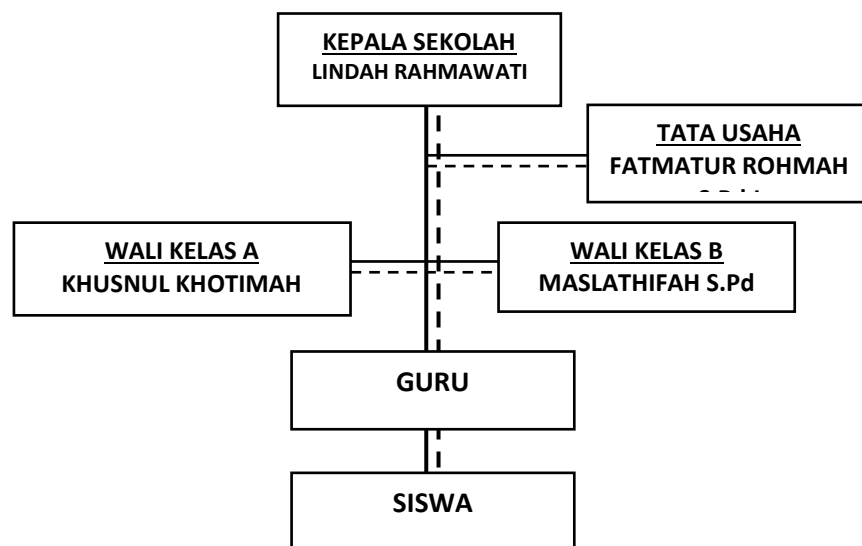 KEPALA SEKOLAH
LINDAH RAHMAWATI
TATA USAHA
FATMATUR ROHMAH
WALI KELAS A
KHUSNUL KHOTIMAH
WALI KELAS B
MASLATHIFAH S.Pd
GURU
SISWA